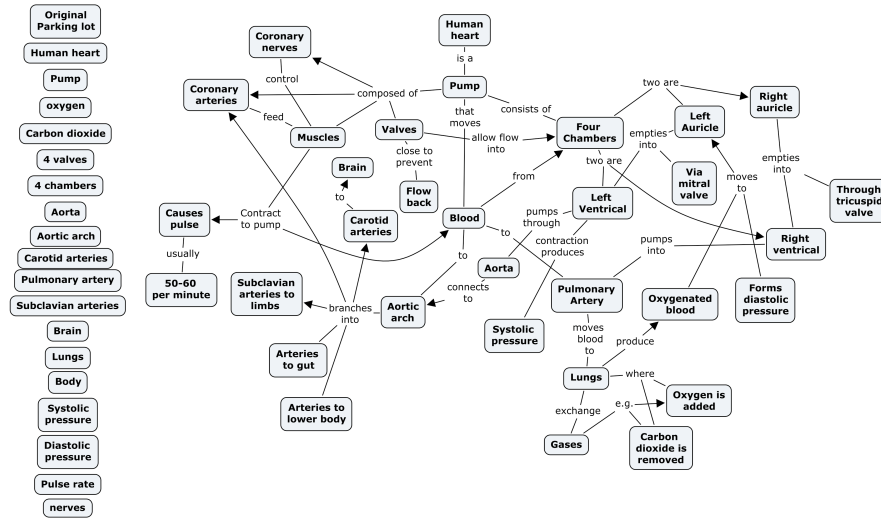 Original
Parking lot
Human heart
Pump
oxygen
Carbon dioxide
4 valves
4 chambers
Aorta
Aortic arch
Carotid arteries
Pulmonary artery
Subclavian arteries
Brain
Lungs
Body
Systolic
pressure
Diastolic
pressure
Pulse rate
nerves
Human
heart
is a
Pump
Coronary
nerves
control
Coronary
arteries
composed of
feed
Muscles
Valves
that
moves
consists of
allow flow
into
Four
Chambers
two are
Right
auricle
Left
Auricle
empties
into
two are
Via
mitral
valve
moves
to
empties
into
Through
tricuspid
valve
close to
prevent
Flow
back
Brain
to
Carotid
arteries
Causes
pulse
Contract
to pump
usually
50-60
per minute
Blood
from
to
to
Left
Ventrical
pumps
through
contraction
produces
pumps
into
Right
ventrical
Aorta
connects
to
Aortic
arch
branches
into
Subclavian
arteries to
limbs
Arteries
to gut
Arteries to
lower body
Systolic
pressure
Pulmonary
Artery
Oxygenated
blood
Forms
diastolic
pressure
moves
blood
to
produce
Lungs
where
exchange
e.g.
Oxygen is
added
Gases
Carbon
dioxide is
removed